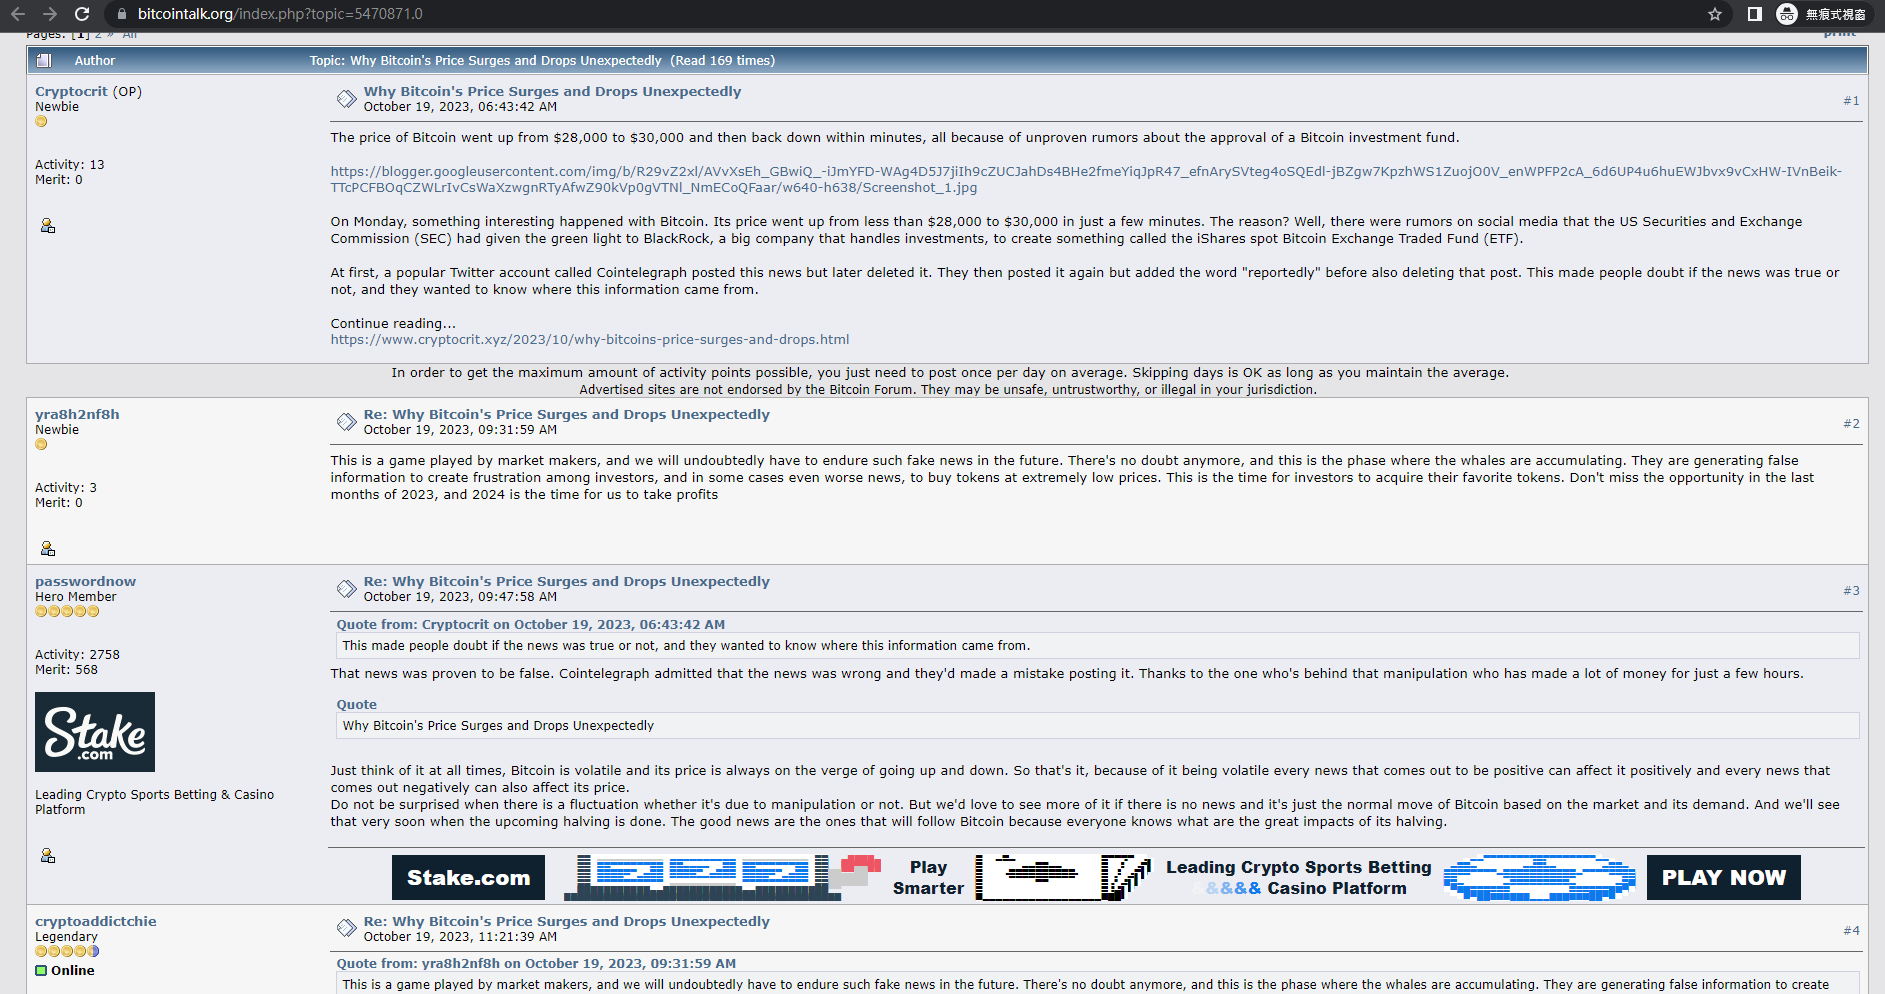 bitcointalk.org/index.php?topic=5470871.0
無痕式視窗
Pages: [1] 2 » All
print
Author
Topic: Why Bitcoin's Price Surges and Drops Unexpectedly (Read 169 times)
Cryptocrit (OP)
Newbie
Activity: 13
Merit: 0
Why Bitcoin's Price Surges and Drops Unexpectedly
October 19, 2023, 06:43:42 AM
#1
The price of Bitcoin went up from $28,000 to $30,000 and then back down within minutes, all because of unproven rumors about the approval of a Bitcoin investment fund.
https://blogger.googleusercontent.com/img/b/R29vZ2xl/AVvXsEh_GBwiQ_-iJmYFD-WAg4D5J7jiIh9cZUCJahDs4BHe2fmeYiqJpR47_efnArySVteg4oSQEdl-jBZgw7KpzhWS1ZuojO0V_enWPFP2cA_6d6UP4u6huEWJbvx9vCxHW-IVnBeik-
TTcPCFBOqCZWLrIvCsWaXzwgnRTyAfwZ90kVp0gVTNl_NmECoQFaar/w640-h638/Screenshot_1.jpg
On Monday, something interesting happened with Bitcoin. Its price went up from less than $28,000 to $30,000 in just a few minutes. The reason? Well, there were rumors on social media that the US Securities and Exchange
Commission (SEC) had given the green light to BlackRock, a big company that handles investments, to create something called the iShares spot Bitcoin Exchange Traded Fund (ETF).
At first, a popular Twitter account called Cointelegraph posted this news but later deleted it. They then posted it again but added the word "reportedly" before also deleting that post. This made people doubt if the news was true or
not, and they wanted to know where this information came from.
Continue reading...
https://www.cryptocrit.xyz/2023/10/why-bitcoins-price-surges-and-drops.html
In order to get the maximum amount of activity points possible, you just need to post once per day on average. Skipping days is OK as long as you maintain the average.
Advertised sites are not endorsed by the Bitcoin Forum. They may be unsafe, untrustworthy, or illegal in your jurisdiction.
yra8h2nf8h
Newbie
Activity: 3
Merit: 0
Re: Why Bitcoin's Price Surges and Drops Unexpectedly
October 19, 2023, 09:31:59 AM
#2
This is a game played by market makers, and we will undoubtedly have to endure such fake news in the future. There's no doubt anymore, and this is the phase where the whales are accumulating. They are generating false
information to create frustration among investors, and in some cases even worse news, to buy tokens at extremely low prices. This is the time for investors to acquire their favorite tokens. Don't miss the opportunity in the last
months of 2023, and 2024 is the time for us to take profits
passwordnow
Hero Member
Activity: 2758
Merit: 568
Stake
.com
Leading Crypto Sports Betting & Casino
Platform
Re: Why Bitcoin's Price Surges and Drops Unexpectedly
October 19, 2023, 09:47:58 AM
#3
Quote from: Cryptocrit on October 19, 2023, 06:43:42 AM
This made people doubt if the news was true or not, and they wanted to know where this information came from.
That news was proven to be false. Cointelegraph admitted that the news was wrong and they'd made a mistake posting it. Thanks to the one who's behind that manipulation who has made a lot of money for just a few hours.
Quote
Why Bitcoin's Price Surges and Drops Unexpectedly
Just think of it at all times, Bitcoin is volatile and its price is always on the verge of going up and down. So that's it, because of it being volatile every news that comes out to be positive can affect it positively and every news that
comes out negatively can also affect its price.
Do not be surprised when there is a fluctuation whether it's due to manipulation or not. But we'd love to see more of it if there is no news and it's just the normal move of Bitcoin based on the market and its demand. And we'll see
that very soon when the upcoming halving is done. The good news are the ones that will follow Bitcoin because everyone knows what are the great impacts of its halving.
Stake.com
Play
Smarter
Leading Crypto Sports Betting
&&&&& Casino Platform
PLAY NOW
cryptoaddictchie
Legendary
Online
Re: Why Bitcoin's Price Surges and Drops Unexpectedly
October 19, 2023, 11:21:39 AM
#4
Quote from: yra8h2nf8h on October 19, 2023, 09:31:59 AM
This is a game played by market makers, and we will undoubtedly have to endure such fake news in the future. There's no doubt anymore, and this is the phase where the whales are accumulating. They are generating false information to create